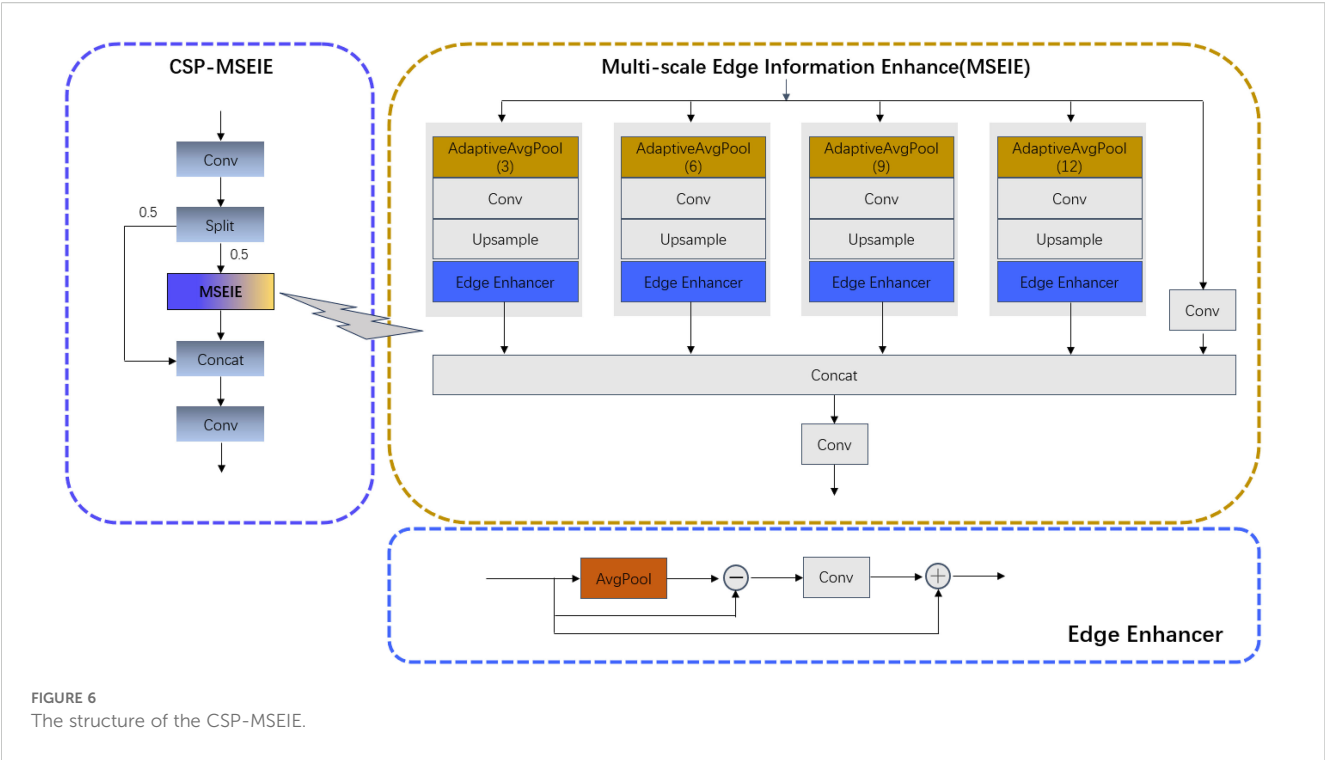 CSP-MSEIE
Conv
0.5
Split
0.5
MSEIE
Concat
Conv
Multi-scale Edge Information Enhance(MSEIE)
AdaptiveAvgPool
(3)
Conv
Upsample
Edge Enhancer
AdaptiveAvgPool
(6)
Conv
Upsample
Edge Enhancer
AdaptiveAvgPool
(9)
Conv
Upsample
Edge Enhancer
AdaptiveAvgPool
(12)
Conv
Upsample
Edge Enhancer
Conv
Concat
Conv
AvgPool
−
Conv
+
Edge Enhancer
FIGURE 6
The structure of the CSP-MSEIE.